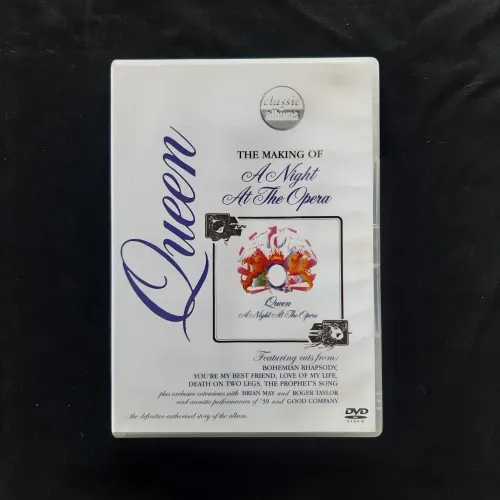 classic
albums
Queen
THE MAKING OF
A Night
At The Opera
Queen
A Night At The Opera
Featuring cuts from:
BOHEMIAN RHAPSODY,
YOU'RE MY BEST FRIEND, LOVE OF MY LIFE,
DEATH ON TWO LEGS, THE PROPHET'S SONG
plus exclusive interviews with BRIAN MAY and ROGER TAYLOR
and acoustic performances of '39 and GOOD COMPANY
...the definitive authorised story of the album.
DVD
VIDEO